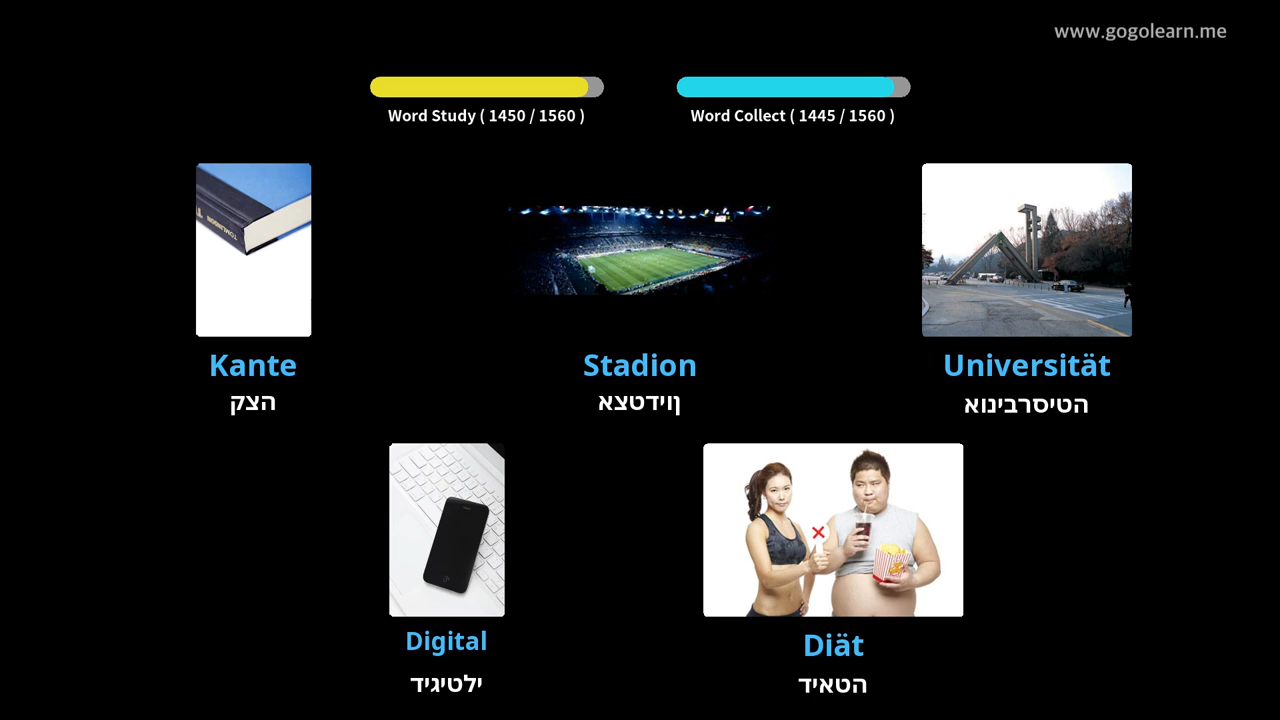 www.gogolearn.me
Word Study ( 1450 / 1560 )
Word Collect ( 1445 / 1560 )
TOMLINSON
Kante
הצק
Stadion
ןוידטצא
Universität
הטיסרבינוא
Digital
ילטיגיד
Diät
הטאיד